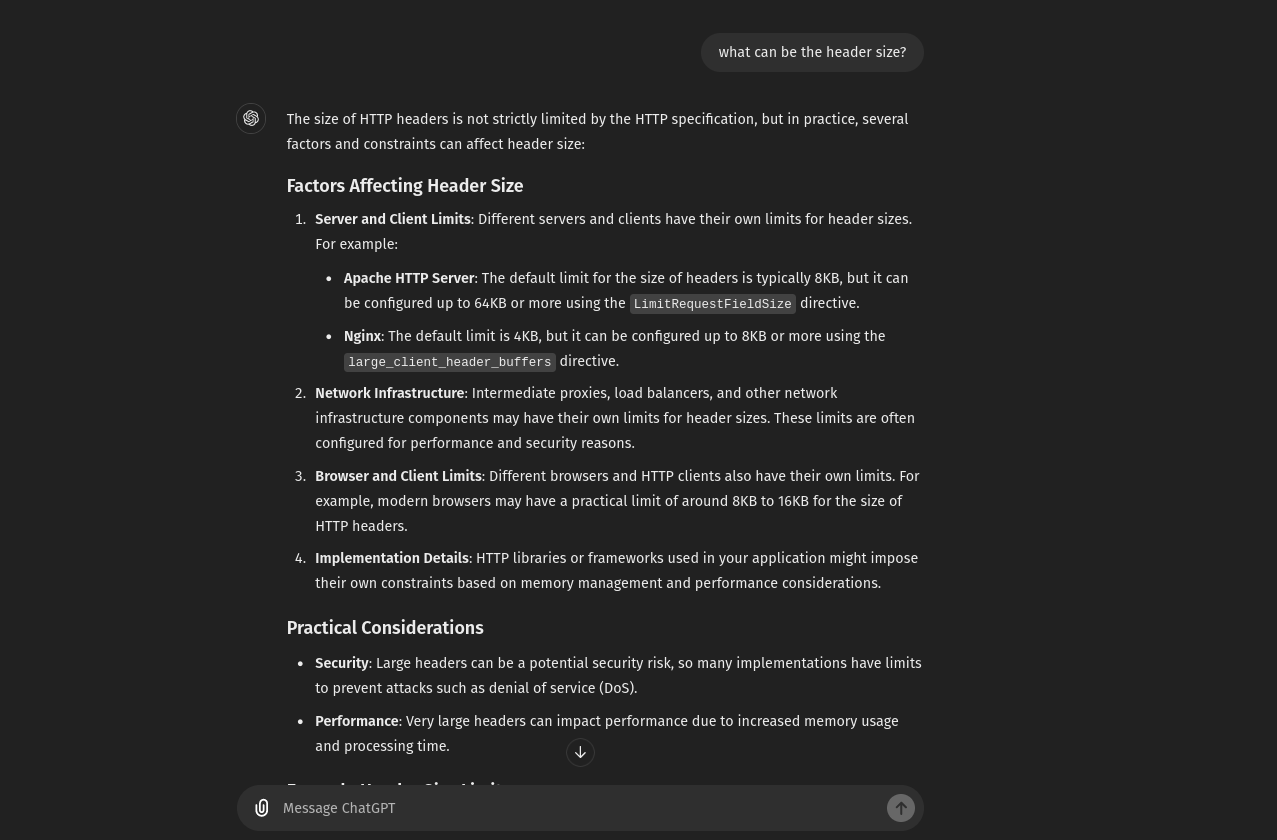 what can be the header size?
The size of HTTP headers is not strictly limited by the HTTP specification, but in practice, several
factors and constraints can affect header size:
Factors Affecting Header Size
1. Server and Client Limits: Different servers and clients have their own limits for header sizes.
For example:
• Apache HTTP Server: The default limit for the size of headers is typically 8KB, but it can
be configured up to 64KB or more using the LimitRequestFieldSize directive.
• Nginx: The default limit is 4KB, but it can be configured up to 8KB or more using the
large_client_header_buffers directive.
2. Network Infrastructure: Intermediate proxies, load balancers, and other network
infrastructure components may have their own limits for header sizes. These limits are often
configured for performance and security reasons.
3. Browser and Client Limits: Different browsers and HTTP clients also have their own limits. For
example, modern browsers may have a practical limit of around 8KB to 16KB for the size of
HTTP headers.
4. Implementation Details: HTTP libraries or frameworks used in your application might impose
their own constraints based on memory management and performance considerations.
Practical Considerations
• Security: Large headers can be a potential security risk, so many implementations have limits
to prevent attacks such as denial of service (DoS).
• Performance: Very large headers can impact performance due to increased memory usage
and processing time.
Message ChatGPT